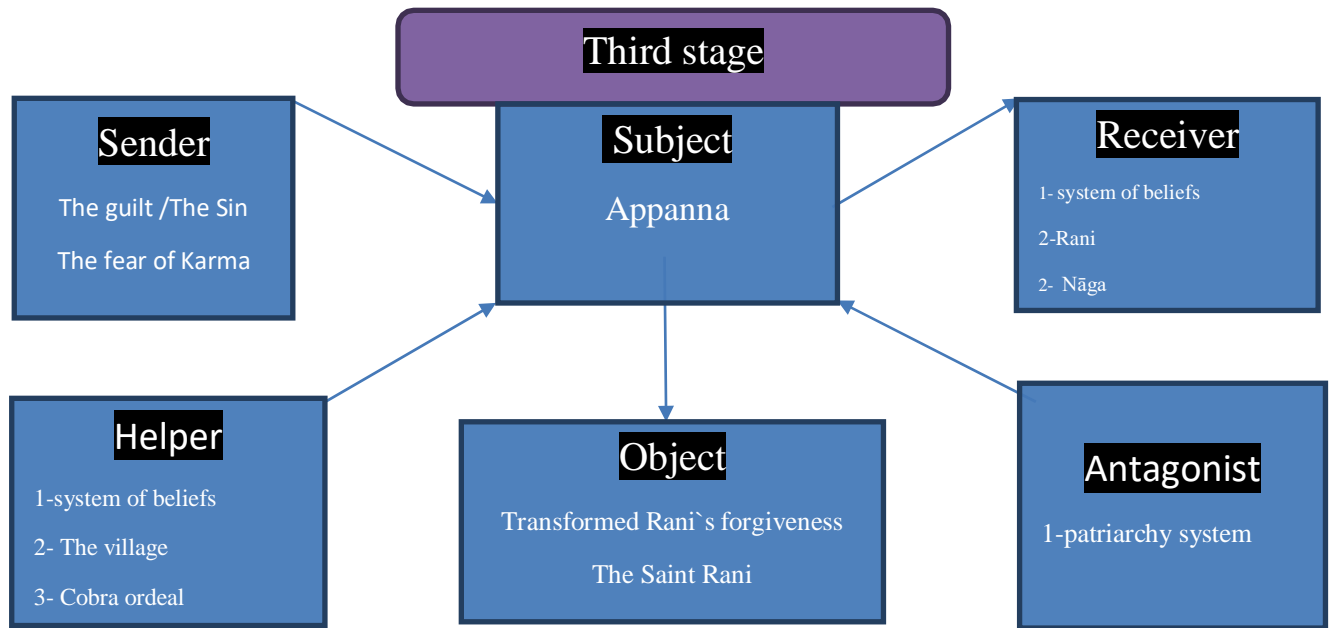 Third stage
Sender
The guilt /The Sin
The fear of Karma
Subject
Appanna
Receiver
1- system of beliefs
2-Rani
2- Nāga
Helper
1-system of beliefs
2- The village
3- Cobra ordeal
Object
Transformed Rani`s forgiveness
The Saint Rani
Antagonist
1-patriarchy system